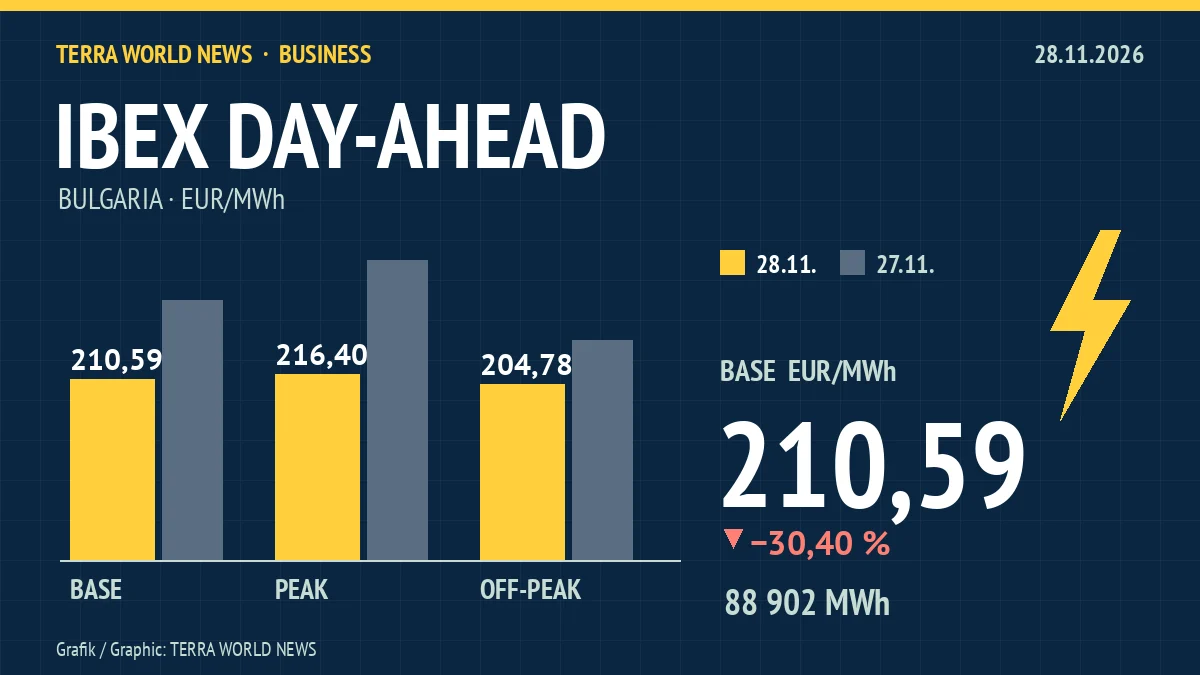 TERRA WORLD NEWS · BUSINESS
28.11.2026
IBEX DAY-AHEAD
BULGARIA · EUR/MWh
28.11.
27.11.
210,59
216,40
204,78
BASE EUR/MWh
210,59
▼ −30,40 %
88 902 MWh
BASE
PEAK
OFF-PEAK
Grafik / Graphic: TERRA WORLD NEWS